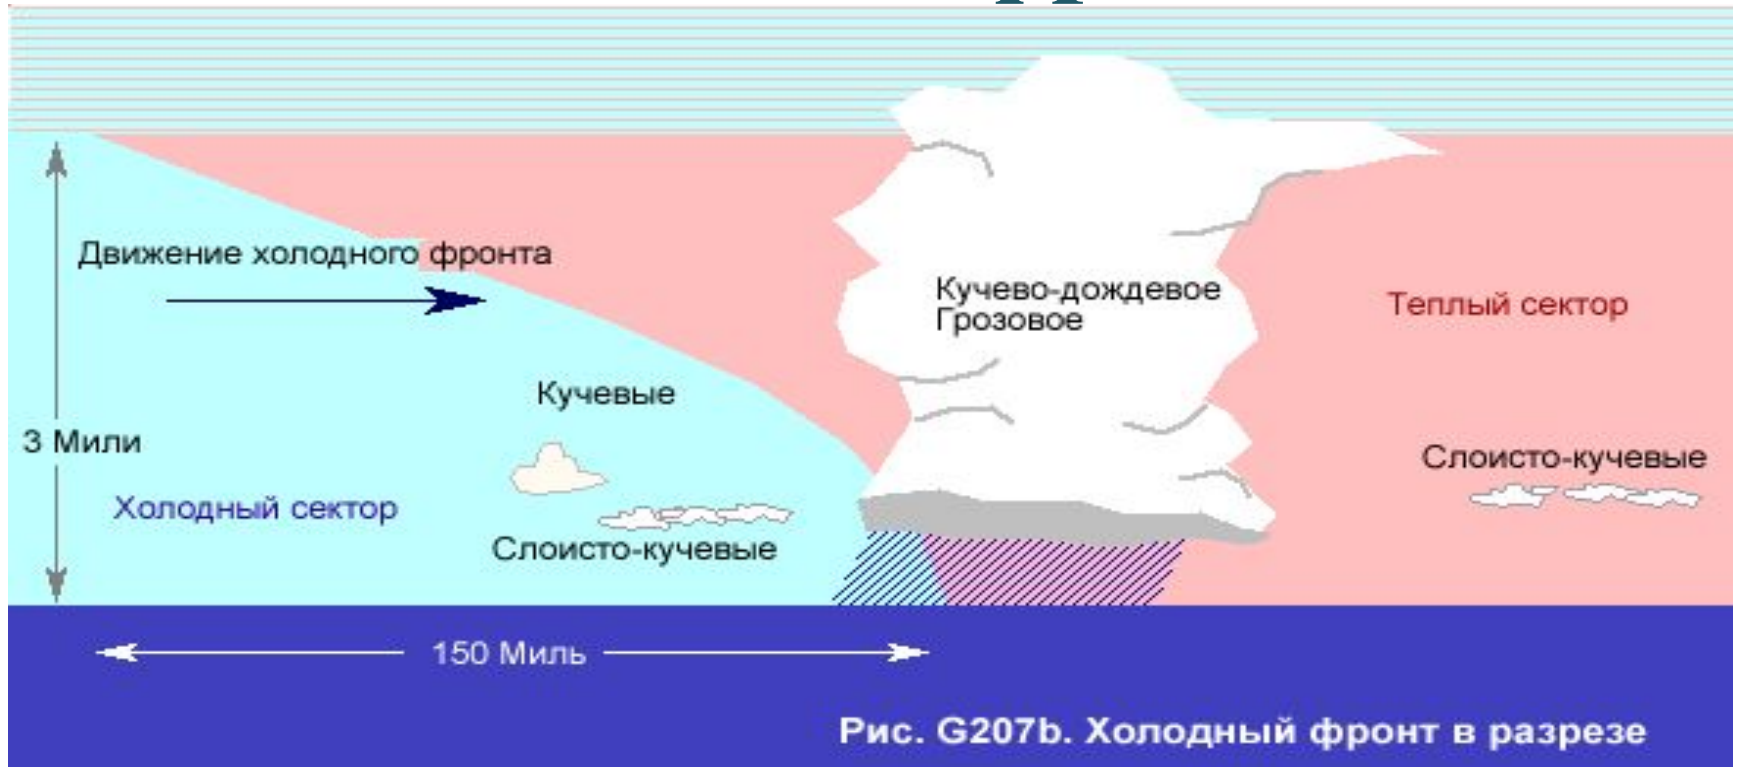 Движение холодного фронта
Кучево-дождевое
Грозовое
Теплый сектор
Кучевые
3 Мили
Слоисто-кучевые
Холодный сектор
Слоисто-кучевые
150 Миль
Рис. G207b. Холодный фронт в разрезе